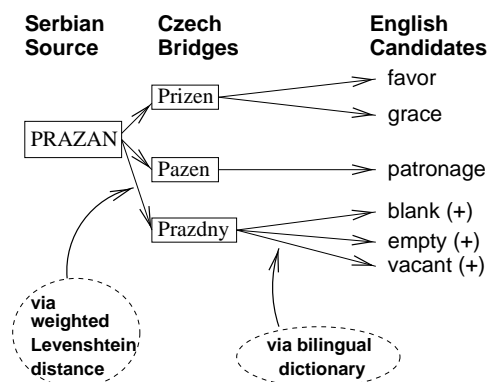 Serbian Source
Czech Bridges
English Candidates
PRAZAN
Prizen
Pazen
Prazdny
favor
grace
patronage
blank (+)
empty (+)
vacant (+)
via
weighted
Levenshtein
distance
via bilingual
dictionary